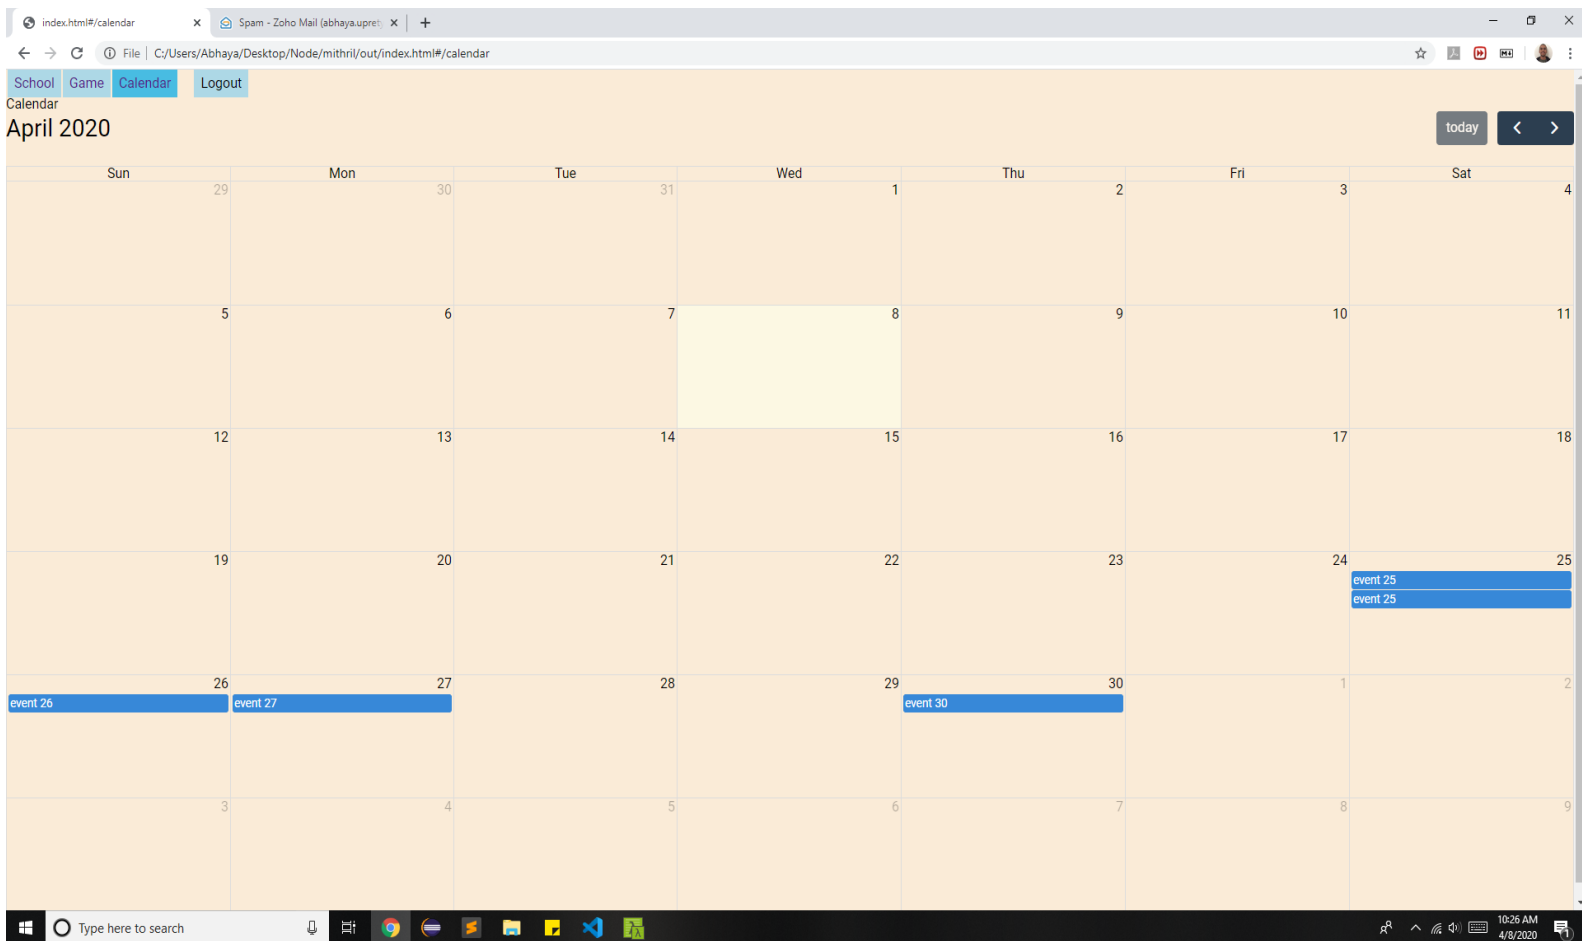 index.html#/calendar
Spam - Zoho Mail (abhaya.uprety
File C:/Users/Abhaya/Desktop/Node/mithril/out/index.html#/calendar
School Game Calendar Logout
Calendar
April 2020
today
Sun Mon Tue Wed Thu Fri Sat
29 30 31 1 2 3 4
5 6 7 8 9 10 11
12 13 14 15 16 17 18
19 20 21 22 23 24 25
event 25
event 25
26 27 28 29 30 1 2
event 26 event 27 event 30
3 4 5 6 7 8 9
Type here to search
10:26 AM
4/8/2020
1